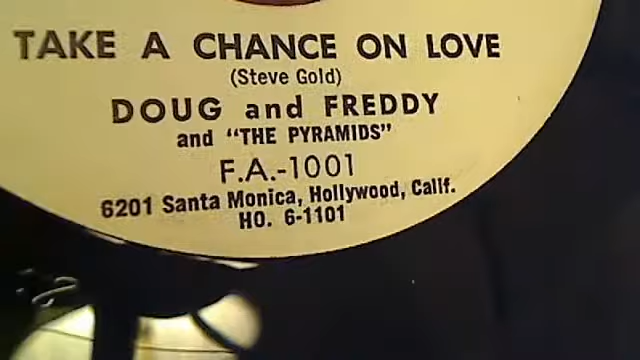 TAKE A CHANCE ON LOVE
(Steve Gold)
DOUG and FREDDY
and "THE PYRAMIDS"
F.A.-1001
6201 Santa Monica, Hollywood, Calif.
HO. 6-1101